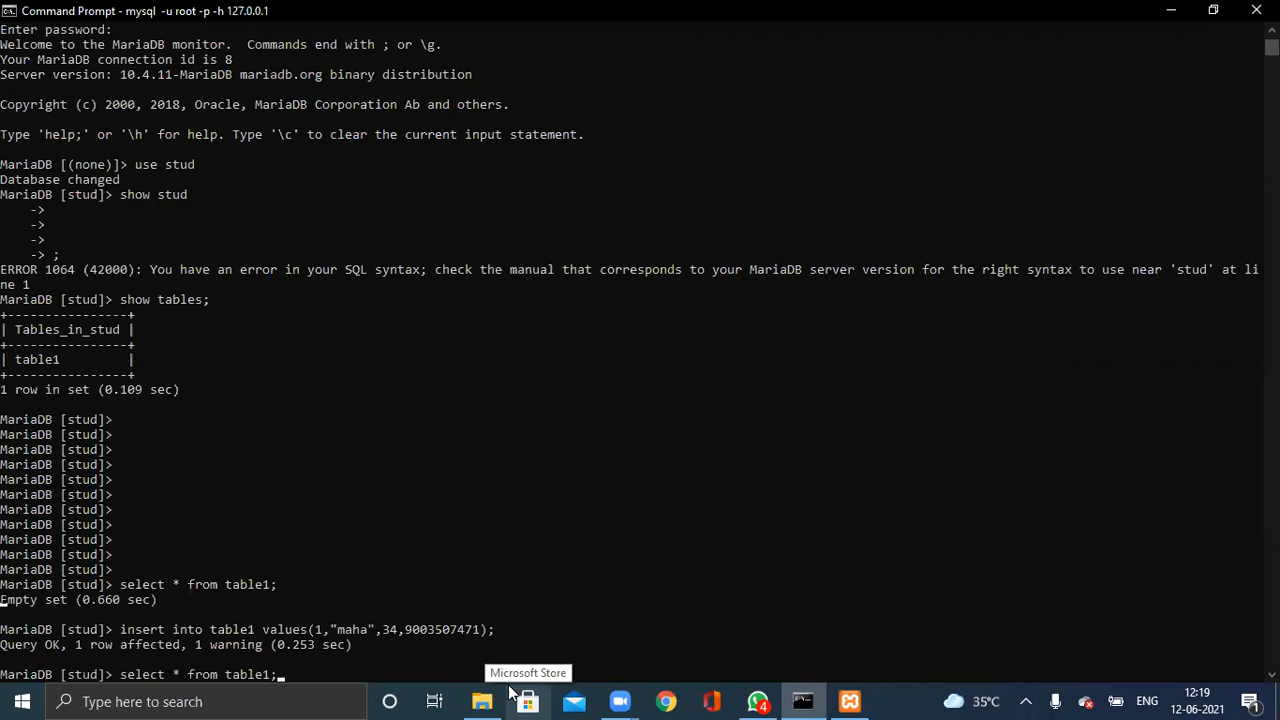 Command Prompt - mysql -u root -p -h 127.0.0.1
Enter password:
Welcome to the MariaDB monitor.  Commands end with ; or \g.
Your MariaDB connection id is 8
Server version: 10.4.11-MariaDB mariadb.org binary distribution
Copyright (c) 2000, 2018, Oracle, MariaDB Corporation Ab and others.
Type 'help;' or '\h' for help. Type '\c' to clear the current input statement.
MariaDB [(none)]> use stud
Database changed
MariaDB [stud]> show stud
->
->
->
-> ;
ERROR 1064 (42000): You have an error in your SQL syntax; check the manual that corresponds to your MariaDB server version for the right syntax to use near 'stud' at li
ne 1
MariaDB [stud]> show tables;
+----------------+
| Tables_in_stud |
+----------------+
| table1         |
+----------------+
1 row in set (0.109 sec)
MariaDB [stud]>
MariaDB [stud]>
MariaDB [stud]>
MariaDB [stud]>
MariaDB [stud]>
MariaDB [stud]>
MariaDB [stud]>
MariaDB [stud]>
MariaDB [stud]>
MariaDB [stud]>
MariaDB [stud]>
MariaDB [stud]> select * from table1;
Empty set (0.660 sec)
MariaDB [stud]> insert into table1 values(1,"maha",34,9003507471);
Query OK, 1 row affected, 1 warning (0.253 sec)
MariaDB [stud]> select * from table1;
Microsoft Store
Type here to search
4
35°C
ENG
12:19
12-06-2021
1